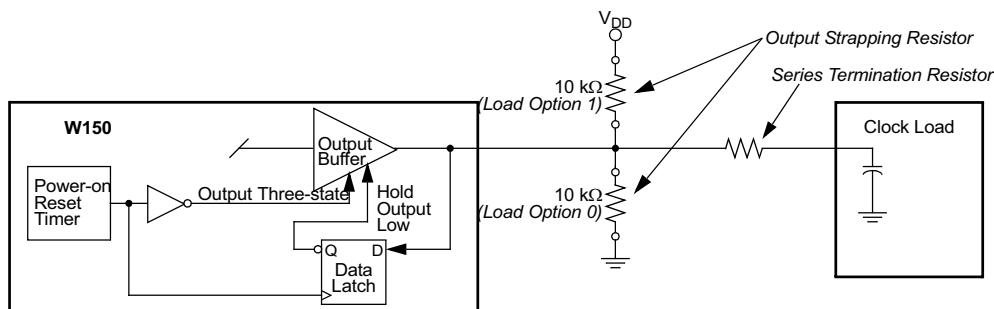 V_DD
Output Strapping Resistor
Series Termination Resistor
10 kΩ
(Load Option 1)
W150
Output
Buffer
Clock Load
Power-on
Reset
Timer
Output Three-state
Hold
Output
Low
10 kΩ
(Load Option 0)
Q
D
Data
Latch